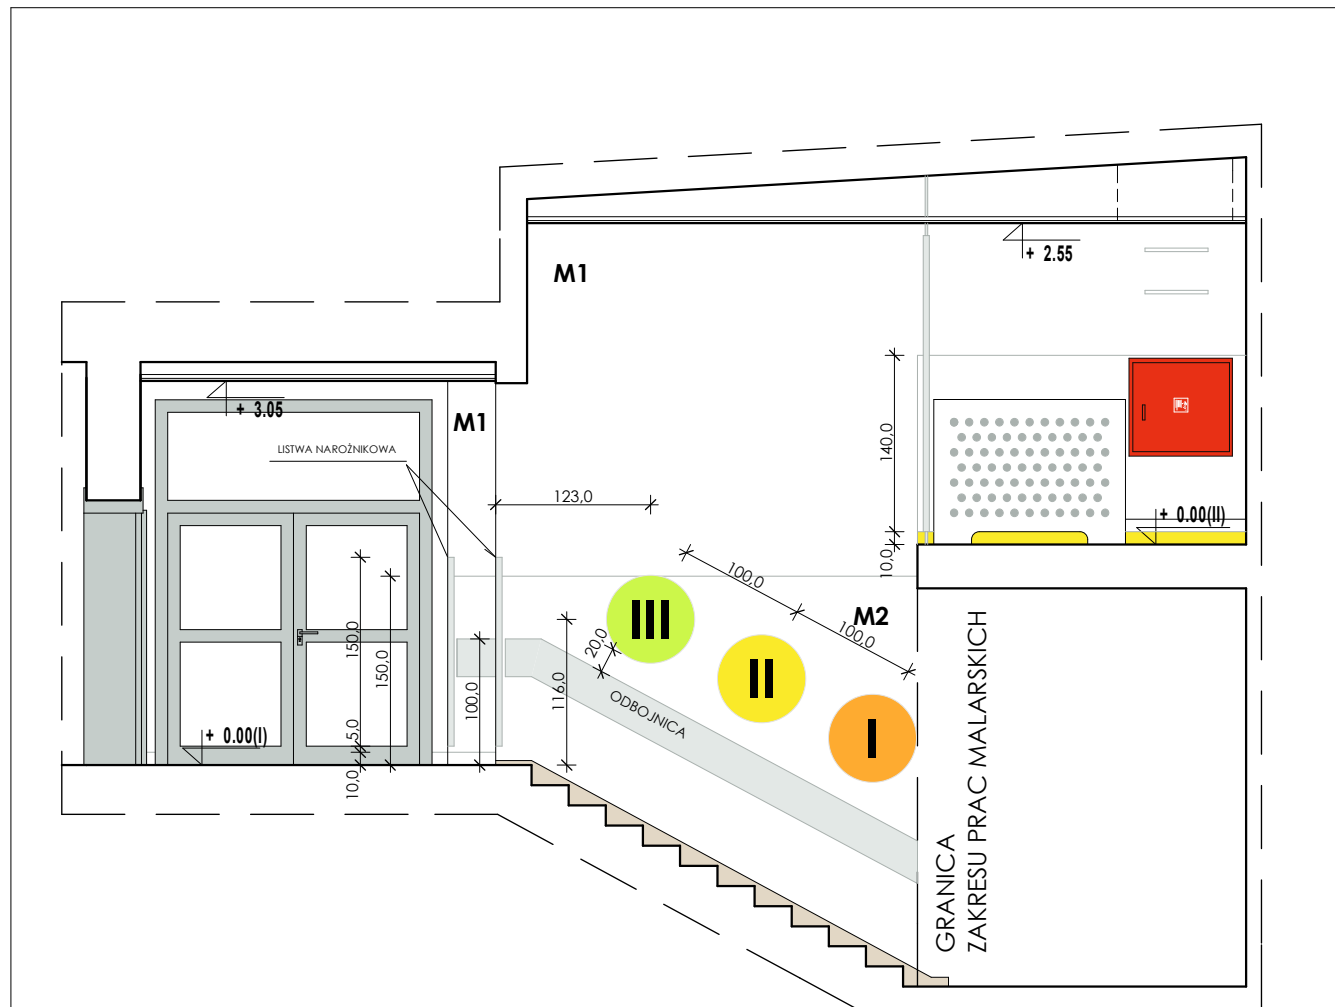 M1
+ 2.55
+ 3.05
M1
LISTWA NAROŻNIKOWA
140,0
123,0
+ 0.00(II)
10,0
100,0
III
M2
150,0
150,0
20,0
100,0
II
116,0
100,0
ODBOJNICA
I
+ 0.00(I)
5,0
10,0
GRANICA
ZAKRESU PRAC MALARSKICH